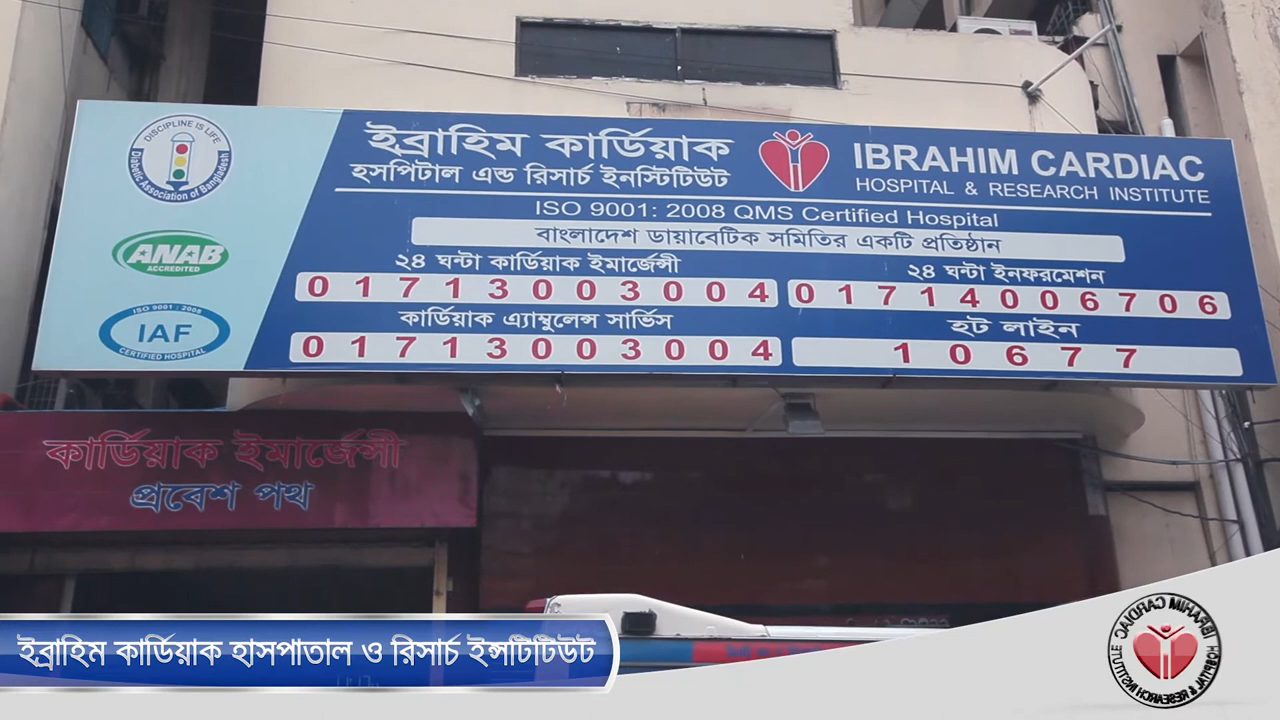 DISCIPLINE IS LIFE
Diabetic Association of Bangladesh
ANAB
ACCREDITED
ISO 9001 : 2008
IAF
CERTIFIED HOSPITAL
ইব্রাহিম কার্ডিয়াক
হসপিটাল এন্ড রিসার্চ ইনস্টিটিউট
IBRAHIM CARDIAC
HOSPITAL & RESEARCH INSTITUTE
ISO 9001: 2008 QMS Certified Hospital
বাংলাদেশ ডায়াবেটিক সমিতির একটি প্রতিষ্ঠান
২৪ ঘন্টা কার্ডিয়াক ইমার্জেন্সী
01713003004
২৪ ঘন্টা ইনফরমেশন
01714006706
কার্ডিয়াক এ্যাম্বুলেন্স সার্ভিস
01713003004
হট লাইন
10677
কার্ডিয়াক ইমার্জেন্সী
প্রবেশ পথ
ইব্রাহিম কার্ডিয়াক হাসপাতাল ও রিসার্চ ইন্সটিটিউট
IBRAHIM CARDIAC
HOSPITAL & RESEARCH INSTITUTE